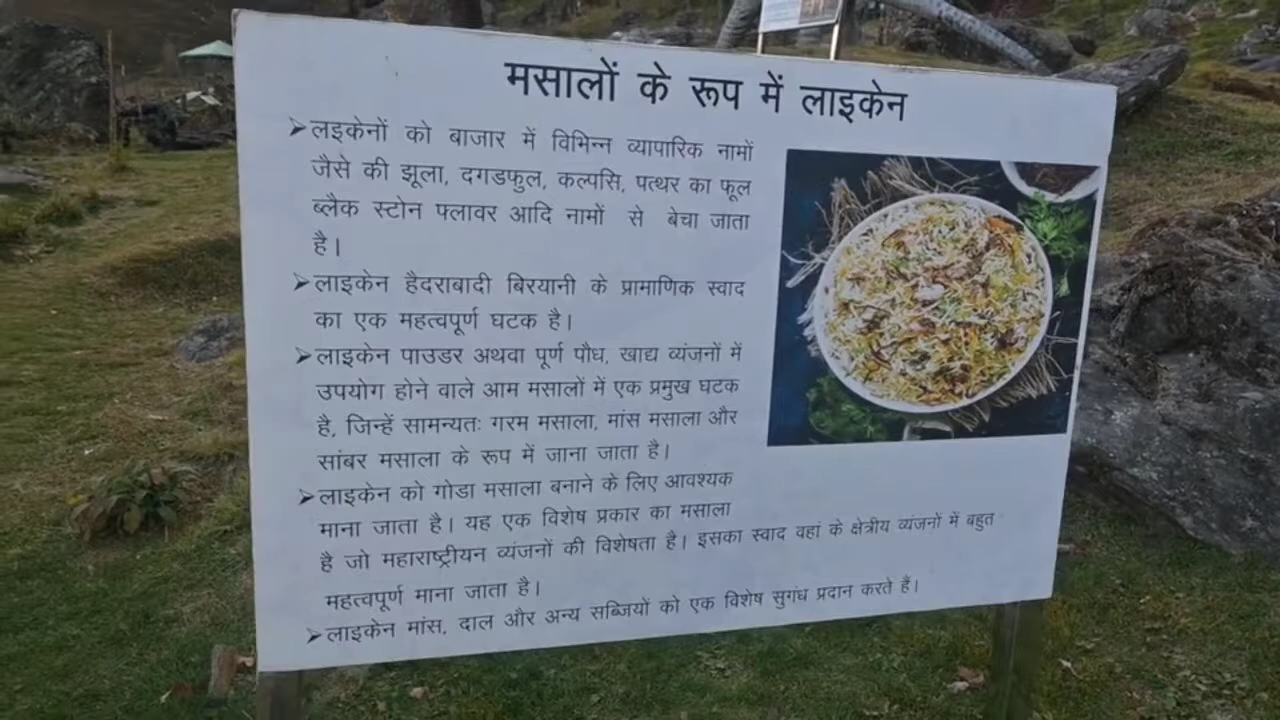 मसालों के रूप में लाइकेन
➢लइकेनों को बाजार में विभिन्न व्यापारिक नामों
जैसे की झूला, दगडफुल, कल्पसि, पत्थर का फूल
ब्लैक स्टोन फ्लावर आदि नामों से बेचा जाता
है।
➢लाइकेन हैदराबादी बिरयानी के प्रामाणिक स्वाद
का एक महत्वपूर्ण घटक है।
➢लाइकेन पाउडर अथवा पूर्ण पौध, खाद्य व्यंजनों में
उपयोग होने वाले आम मसालों में एक प्रमुख घटक
है, जिन्हें सामन्यतः गरम मसाला, मांस मसाला और
सांबर मसाला के रूप में जाना जाता है।
➢लाइकेन को गोडा मसाला बनाने के लिए आवश्यक
माना जाता है। यह एक विशेष प्रकार का मसाला
है जो महाराष्ट्रीयन व्यंजनों की विशेषता है। इसका स्वाद वहां के क्षेत्रीय व्यंजनों में बहुत
महत्वपूर्ण माना जाता है।
➢लाइकेन मांस, दाल और अन्य सब्जियों को एक विशेष सुगंध प्रदान करते हैं।